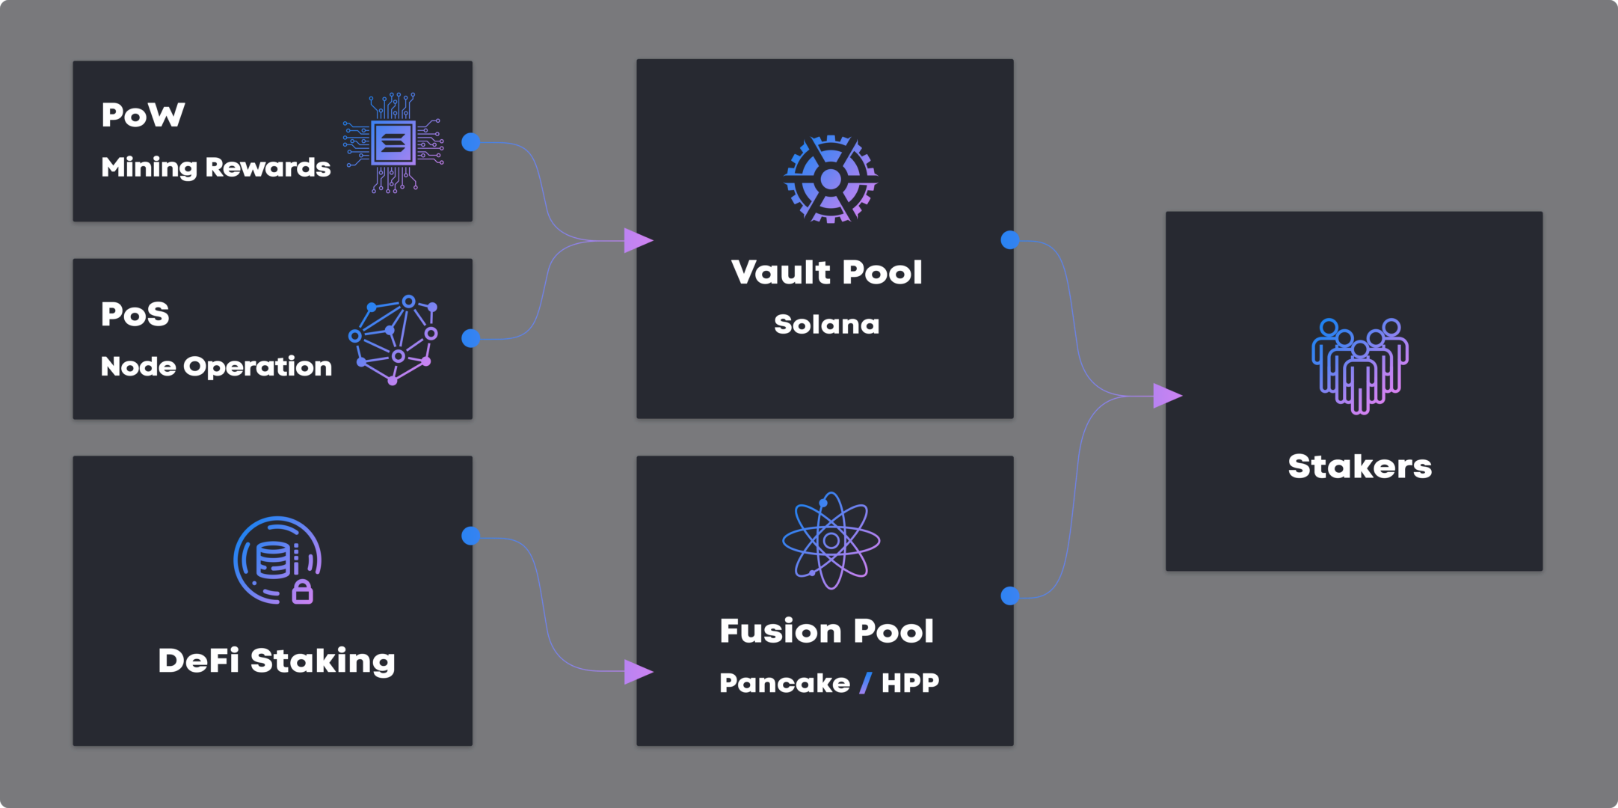 PoW
Mining Rewards
PoS
Node Operation
DeFi Staking
Vault Pool
Solana
Fusion Pool
Pancake / HPP
Stakers